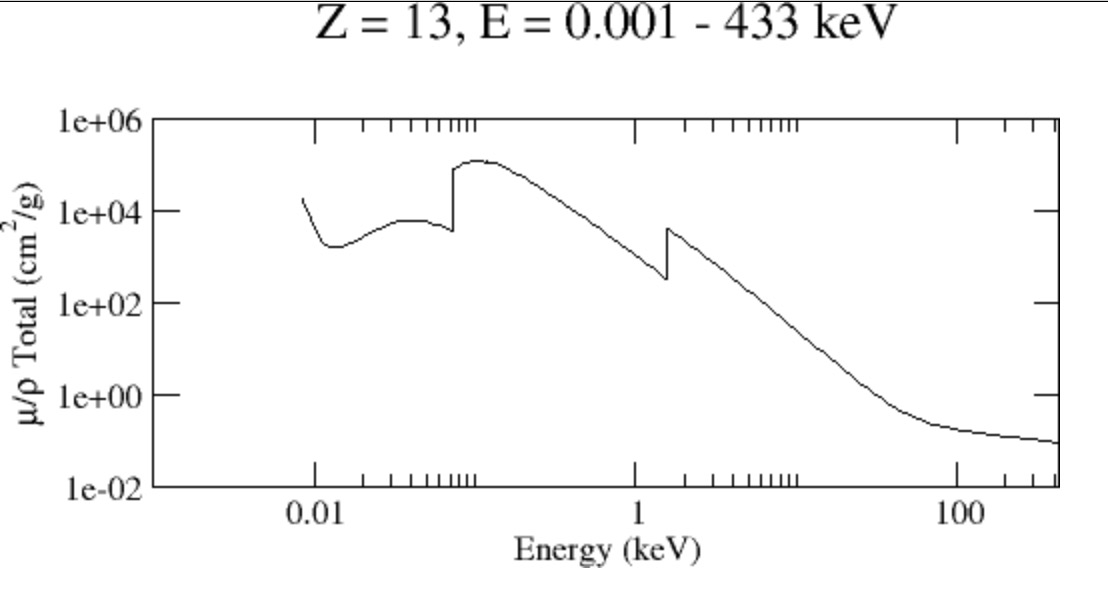 Z = 13, E = 0.001 - 433 keV
1e+06
1e+04
1e+02
1e+00
1e-02
μ/ρ Total (cm²/g)
0.01 1 100
Energy (keV)